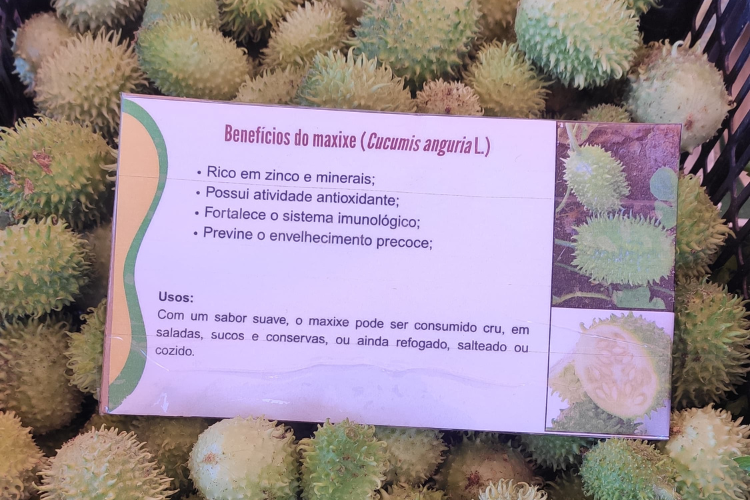 Benefícios do maxixe (Cucumis anguria L.)
• Rico em zinco e minerais;
• Possui atividade antioxidante;
• Fortalece o sistema imunológico;
• Previne o envelhecimento precoce;
Usos:
Com um sabor suave, o maxixe pode ser consumido cru, em
saladas, sucos e conservas, ou ainda refogado, salteado ou
cozido.